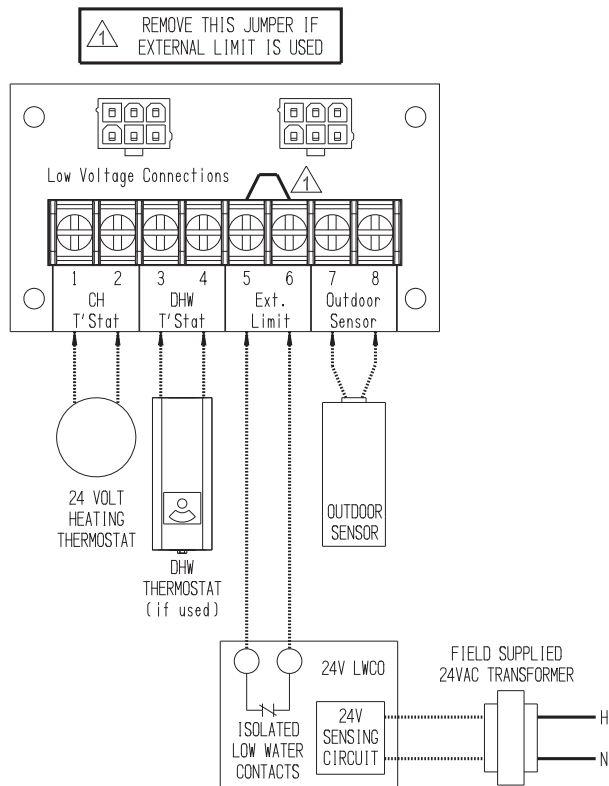 1
REMOVE THIS JUMPER IF
EXTERNAL LIMIT IS USED
Low Voltage Connections
1
1 2 3 4 5 6 7 8
CH
T'Stat
DHW
T'Stat
Ext.
Limit
Outdoor
Sensor
24 VOLT
HEATING
THERMOSTAT
DHW
THERMOSTAT
(if used)
OUTDOOR
SENSOR
24V LWCO
ISOLATED
LOW WATER
CONTACTS
24V
SENSING
CIRCUIT
FIELD SUPPLIED
24VAC TRANSFORMER
H
N